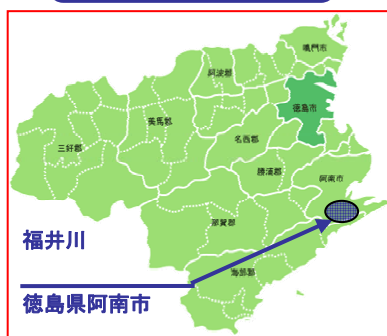 鳴門市
阿波郡
徳島市
美馬郡
名西郡
三好郡
勝浦郡
阿南市
那賀郡
福井川
海部郡
徳島県阿南市